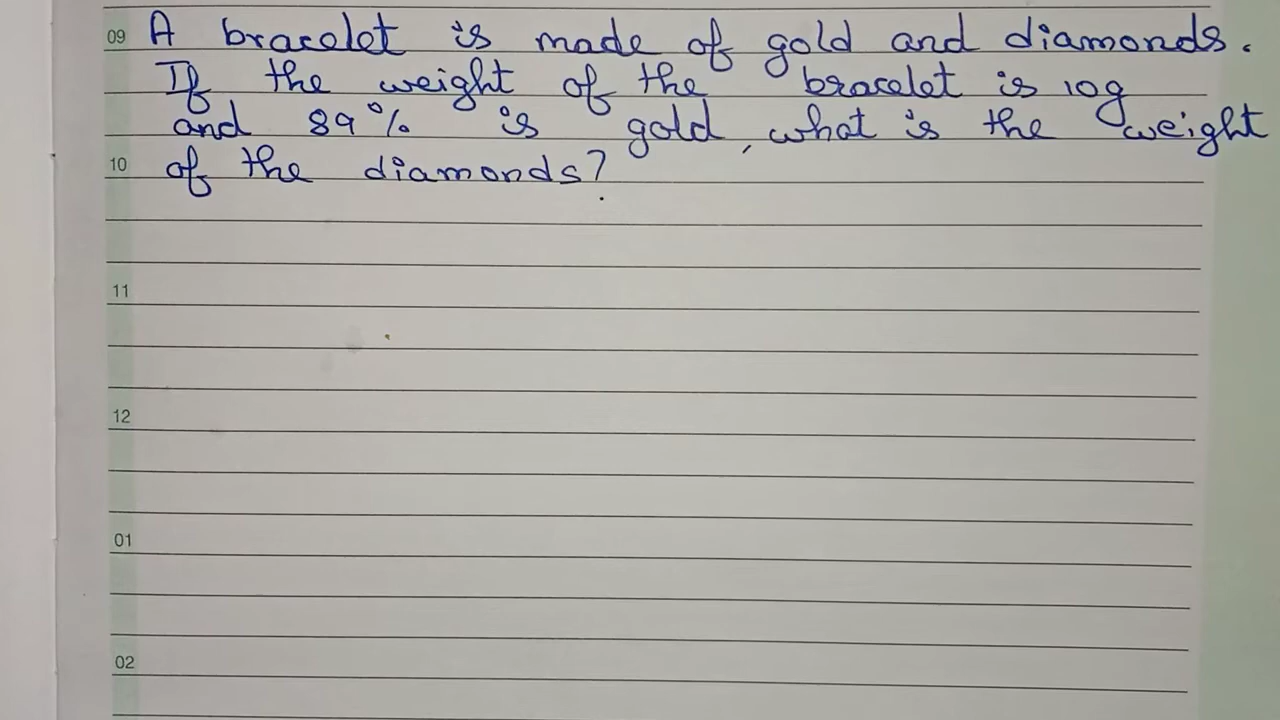 09 A bracelet is made of gold and diamonds.
If the weight of the bracelet is 10g
and 89% is gold, what is the weight
10 of the diamonds?
11
12
01
02